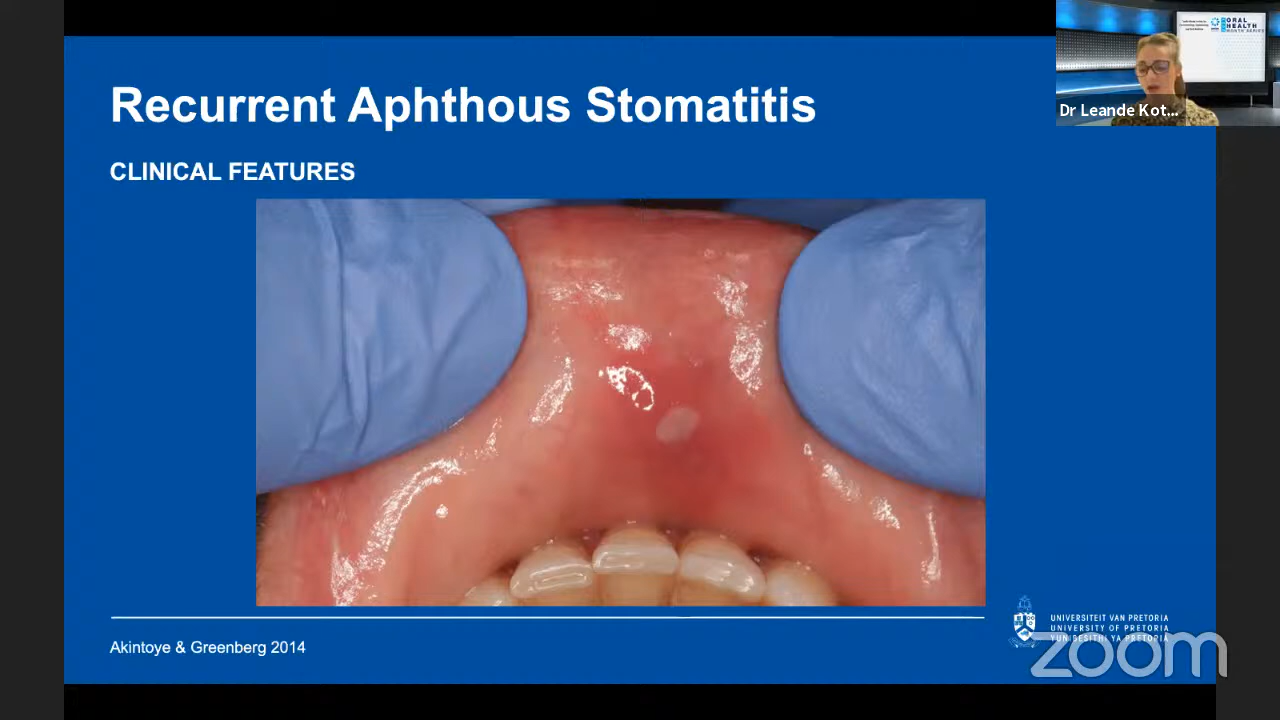 Recurrent Aphthous Stomatitis
CLINICAL FEATURES
Dr Leande Kot...
ORAL
HEALTH
Akintoye & Greenberg 2014
UNIVERSITEIT VAN PRETORIA
UNIVERSITY OF PRETORIA
YUNIBESITHI YA PRETORIA
zoom